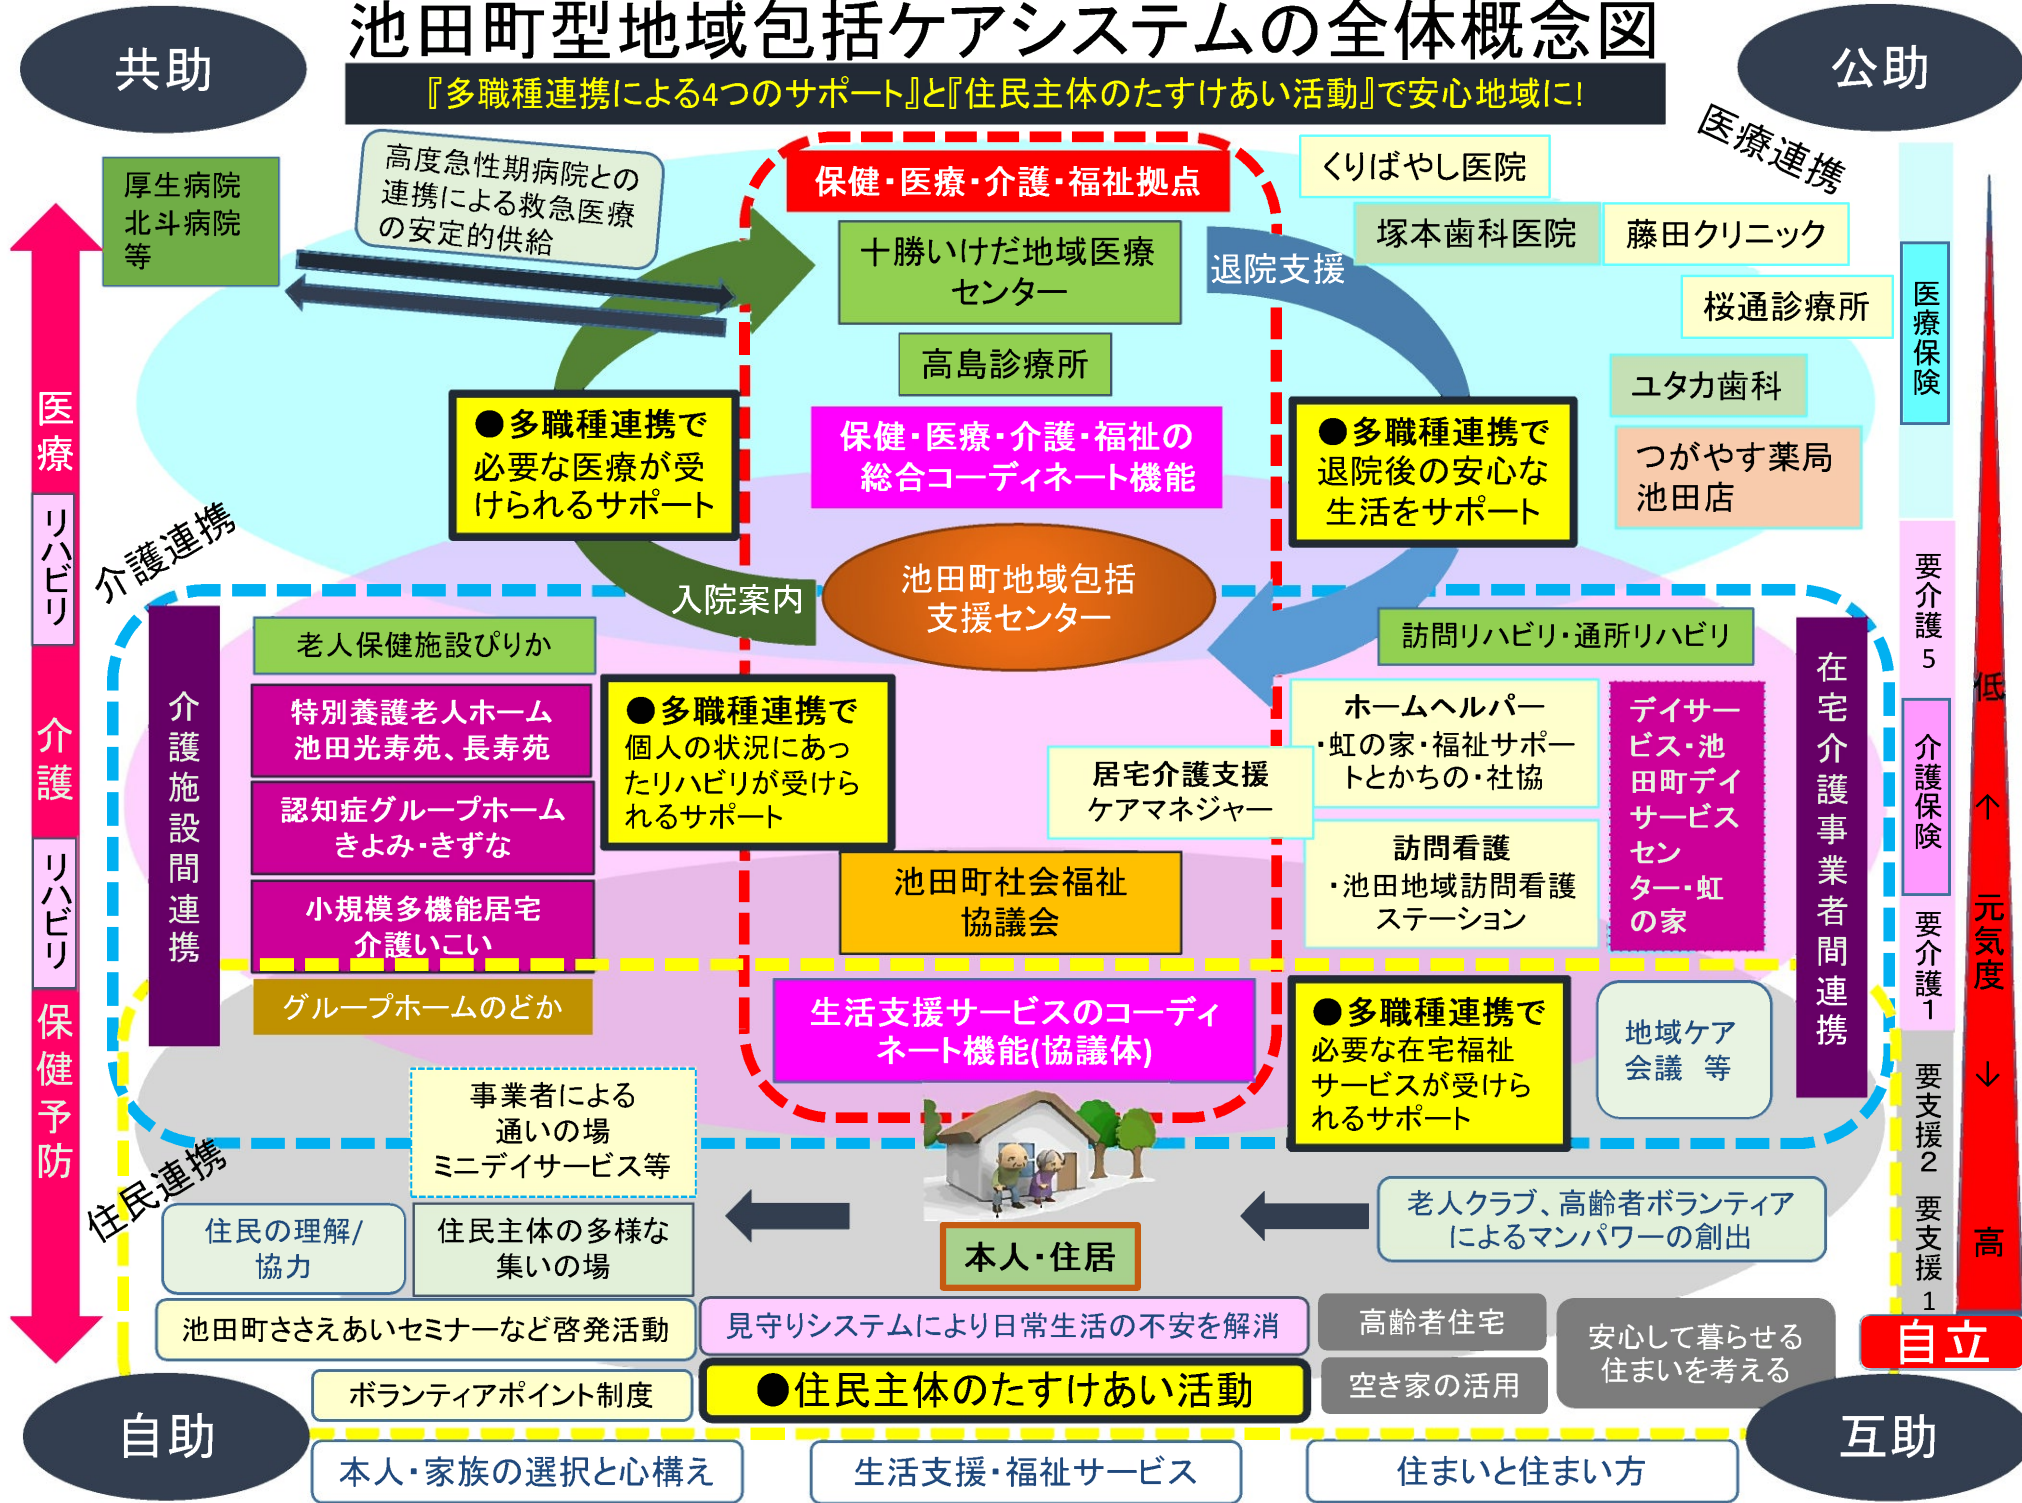 池田町型地域包括ケアシステムの全体概念図
『多職種連携による4つのサポート』と『住民主体のたすけあい活動』で安心地域に!
共助
公助
医療連携
厚生病院
北斗病院
等
高度急性期病院との
連携による救急医療
の安定的供給
保健・医療・介護・福祉拠点
十勝いけだ地域医療
センター
高島診療所
保健・医療・介護・福祉の
総合コーディネート機能
退院支援
くりばやし医院
塚本歯科医院
藤田クリニック
桜通診療所
ユタカ歯科
つがやす薬局
池田店
●多職種連携で
必要な医療が受
けられるサポート
●多職種連携で
退院後の安心な
生活をサポート
池田町地域包括
支援センター
入院案内
介護連携
介護施設間連携
老人保健施設ぴりか
特別養護老人ホーム
池田光寿苑、長寿苑
認知症グループホーム
きよみ・きずな
小規模多機能居宅
介護いこい
グループホームのどか
●多職種連携で
個人の状況にあっ
たリハビリが受けら
れるサポート
訪問リハビリ・通所リハビリ
ホームヘルパー
・虹の家・福祉サポー
トとかちの・社協
居宅介護支援
ケアマネジャー
訪問看護
・池田地域訪問看護
ステーション
デイサー
ビス・池
田町デイ
サービス
セン
ター・虹
の家
在宅介護事業者間連携
池田町社会福祉
協議会
生活支援サービスのコーディ
ネート機能(協議体)
●多職種連携で
必要な在宅福祉
サービスが受けら
れるサポート
地域ケア
会議 等
事業者による
通いの場
ミニデイサービス等
住民連携
住民の理解/
協力
住民主体の多様な
集いの場
本人・住居
老人クラブ、高齢者ボランティア
によるマンパワーの創出
池田町ささえあいセミナーなど啓発活動
見守りシステムにより日常生活の不安を解消
高齢者住宅
空き家の活用
安心して暮らせる
住まいを考える
ボランティアポイント制度
●住民主体のたすけあい活動
自助
互助
本人・家族の選択と心構え
生活支援・福祉サービス
住まいと住まい方
医療
リハビリ
介護
リハビリ
保健予防
医療保険
要介護5
介護保険
要介護1
要支援2
要支援1
低
↑
元気度
↓
高
自立